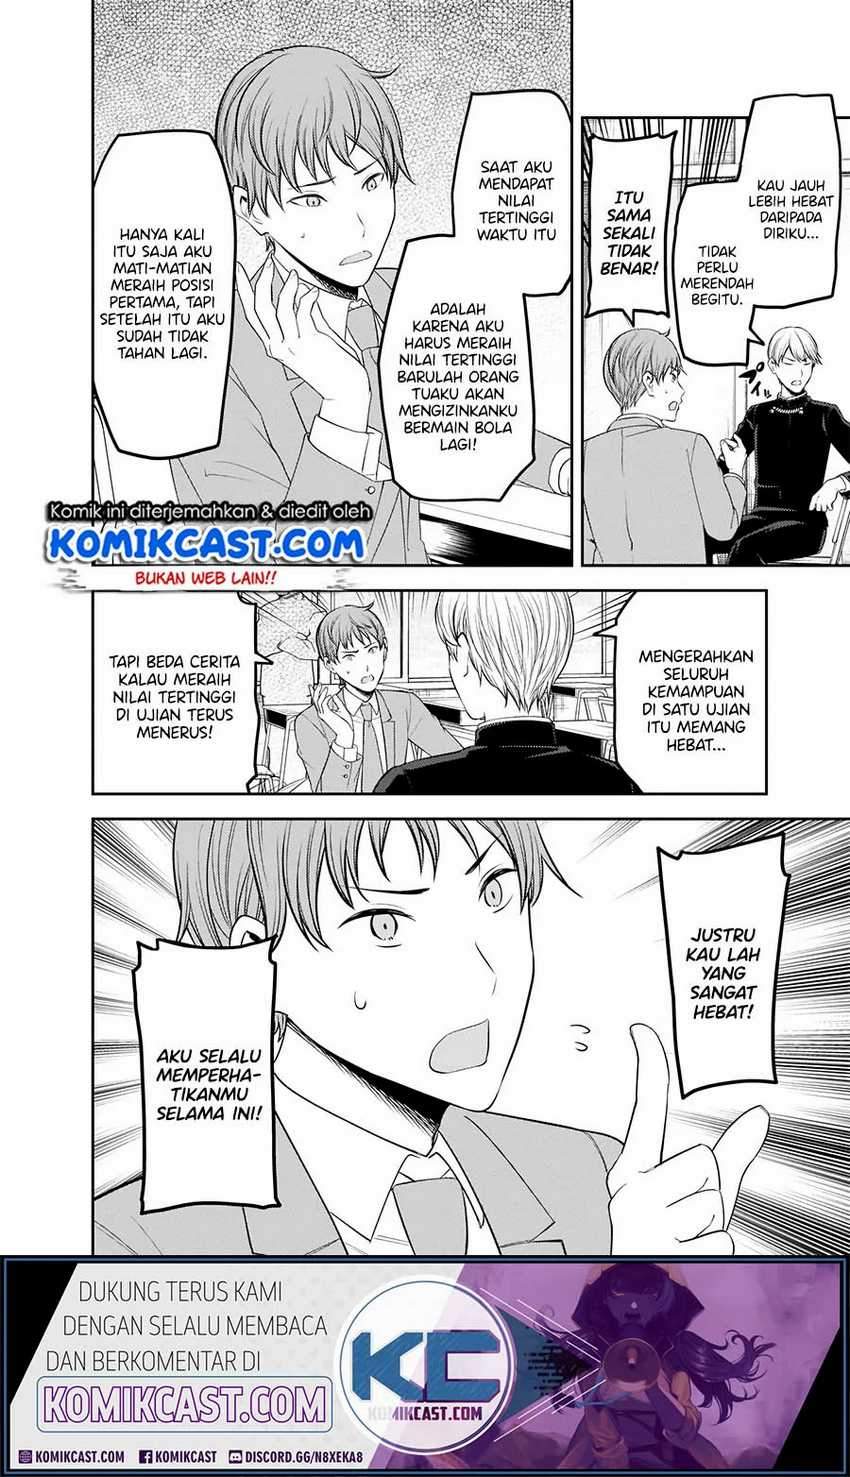 KAU JAUH
LEBIH HEBAT
DARIPADA
DIRIKU...
TIDAK
PERLU
MERENDAH
BEGITU.
ITU
SAMA
SEKALI
TIDAK
BENAR!
SAAT AKU
MENDAPAT
NILAI
TERTINGGI
WAKTU ITU
ADALAH
KARENA AKU
HARUS MERAIH
NILAI TERTINGGI
BARULAH ORANG
TUAKU AKAN
MENGIZINKANKU
BERMAIN BOLA
LAGI!
HANYA KALI
ITU SAJA AKU
MATI-MATIAN
MERAIH POSISI
PERTAMA, TAPI
SETELAH ITU AKU
SUDAH TIDAK
TAHAN LAGI.
Komik ini diterjemahkan & diedit oleh
KOMIKCAST.COM
BUKAN WEB LAIN!!
MENGERAHKAN
SELURUH
KEMAMPUAN
DI SATU UJIAN
ITU MEMANG
HEBAT...
TAPI BEDA CERITA
KALAU MERAIH
NILAI TERTINGGI
DI UJIAN TERUS
MENERUS!
JUSTRU
KAU LAH
YANG
SANGAT
HEBAT!
AKU SELALU
MEMPERHA-
TIKANMU
SELAMA INI!
DUKUNG TERUS KAMI
DENGAN SELALU MEMBACA
DAN BERKOMENTAR DI
KOMIKCAST.COM
KC
KOMIKCAST.COM
KOMIKCAST.COM KOMIKCAST DISCORD.GG/N8XEKA8